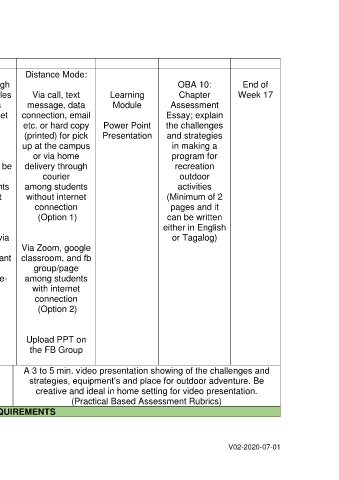 gh
les
s
et
be
nts
t
via
ant
e-
Distance Mode:
Via call, text
message, data
connection, email
etc. or hard copy
(printed) for pick
up at the campus
or via home
delivery through
courier
among students
without internet
connection
(Option 1)
Via Zoom, google
classroom, and fb
group/page
among students
with internet
connection
(Option 2)
Upload PPT on
the FB Group
Learning
Module
Power Point
Presentation
OBA 10:
Chapter
Assessment
Essay; explain
the challenges
and strategies
in making a
program for
recreation
outdoor
activities
(Minimum of 2
pages and it
can be written
either in English
or Tagalog)
End of
Week 17
A 3 to 5 min. video presentation showing of the challenges and
strategies, equipment's and place for outdoor adventure. Be
creative and ideal in home setting for video presentation.
(Practical Based Assessment Rubrics)
QUIREMENTS
V02-2020-07-01